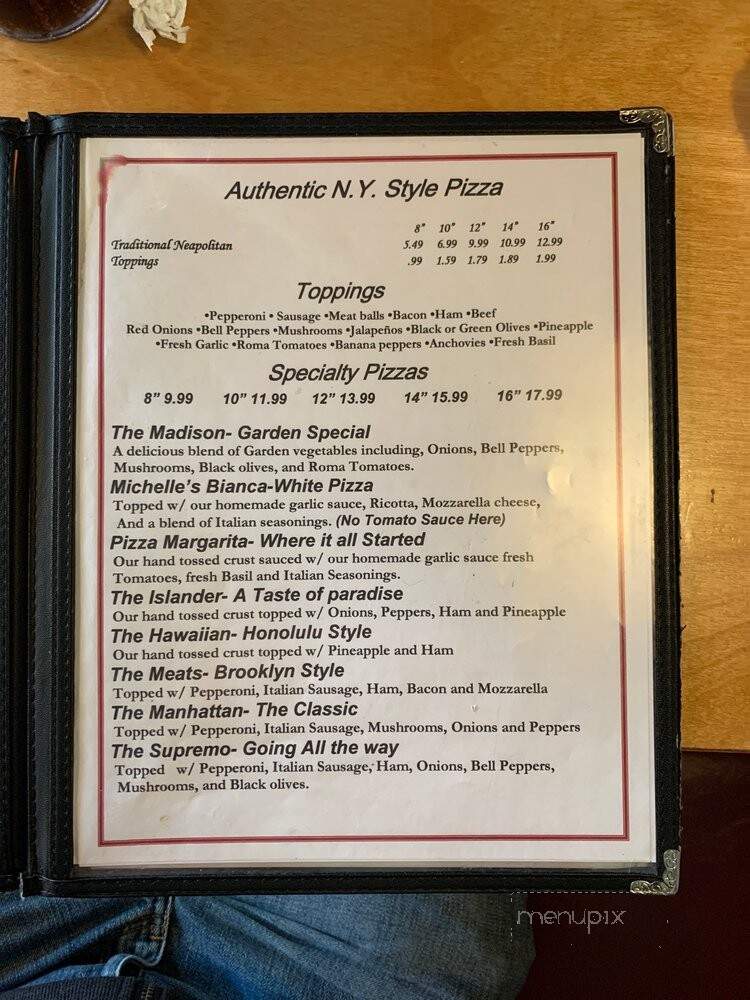 Authentic N.Y. Style Pizza
8" 10" 12" 14" 16"
Traditional Neapolitan 5.49 6.99 9.99 10.99 12.99
Toppings .99 1.59 1.79 1.89 1.99
Toppings
•Pepperoni • Sausage •Meat balls •Bacon •Ham •Beef
Red Onions •Bell Peppers •Mushrooms •Jalapeños •Black or Green Olives •Pineapple
•Fresh Garlic •Roma Tomatoes •Banana peppers •Anchovies •Fresh Basil
Specialty Pizzas
8" 9.99 10" 11.99 12" 13.99 14" 15.99 16" 17.99
The Madison- Garden Special
A delicious blend of Garden vegetables including, Onions, Bell Peppers,
Mushrooms, Black olives, and Roma Tomatoes.
Michelle's Bianca-White Pizza
Topped w/ our homemade garlic sauce, Ricotta, Mozzarella cheese,
And a blend of Italian seasonings. (No Tomato Sauce Here)
Pizza Margarita- Where it all Started
Our hand tossed crust sauced w/ our homemade garlic sauce fresh
Tomatoes, fresh Basil and Italian Seasonings.
The Islander- A Taste of paradise
Our hand tossed crust topped w/ Onions, Peppers, Ham and Pineapple
The Hawaiian- Honolulu Style
Our hand tossed crust topped w/ Pineapple and Ham
The Meats- Brooklyn Style
Topped w/ Pepperoni, Italian Sausage, Ham, Bacon and Mozzarella
The Manhattan- The Classic
Topped w/ Pepperoni, Italian Sausage, Mushrooms, Onions and Peppers
The Supremo- Going All the way
Topped w/ Pepperoni, Italian Sausage, Ham, Onions, Bell Peppers,
Mushrooms, and Black olives.
menupix